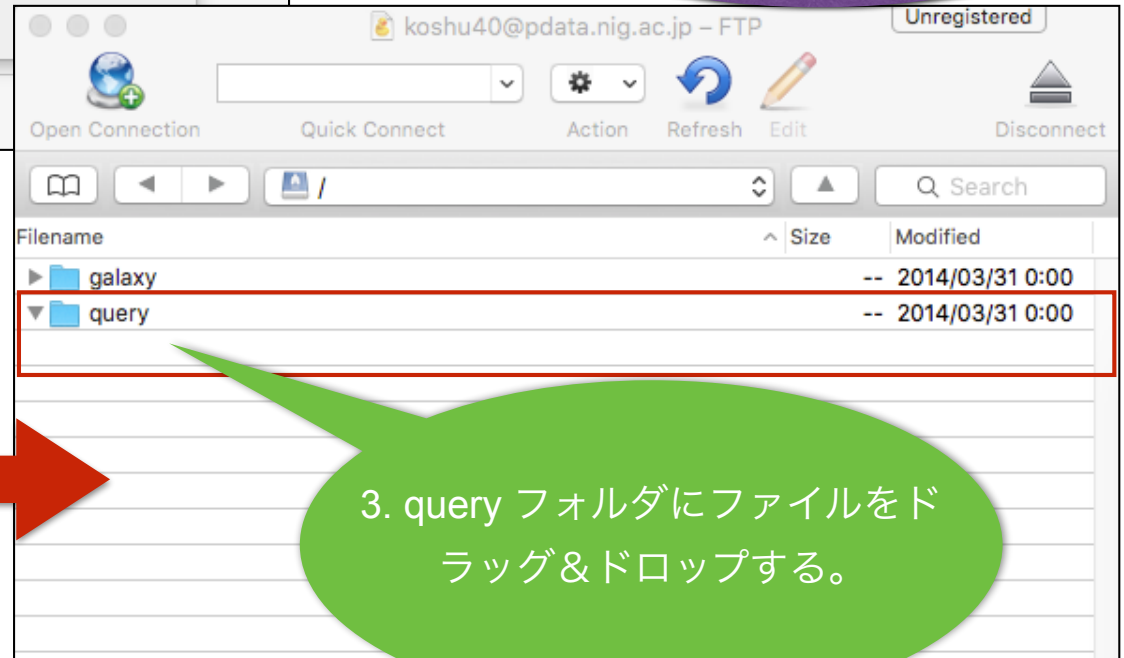 koshu40@pdata.nig.ac.jp – FTP
Unregistered
Open Connection
Quick Connect
Action
Refresh
Edit
Disconnect
/
Search
Filename
Size
Modified
galaxy -- 2014/03/31 0:00
query -- 2014/03/31 0:00
3. query フォルダにファイルをド
ラッグ＆ドロップする。